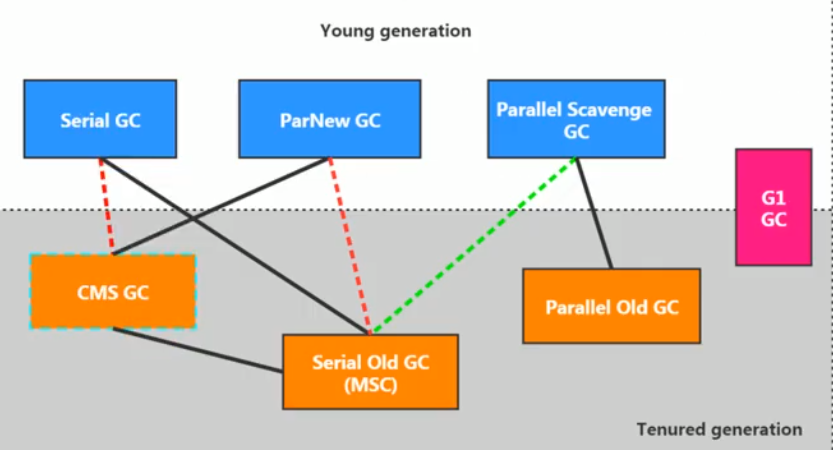 Young generation
Serial GC
ParNew GC
Parallel Scavenge
GC
G1
GC
CMS GC
Parallel Old GC
Serial Old GC
(MSC)
Tenured generation